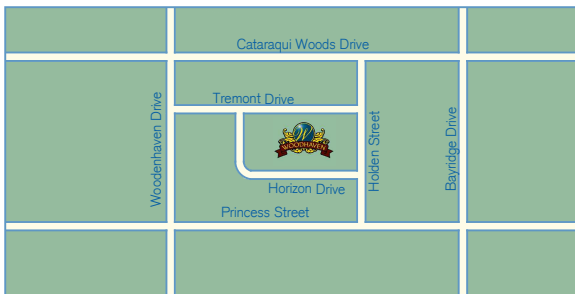 Cataraqui Woods Drive
Tremont Drive
Woodenhaven Drive
W
WOODHAVEN
Holden Street
Bayridge Drive
Horizon Drive
Princess Street